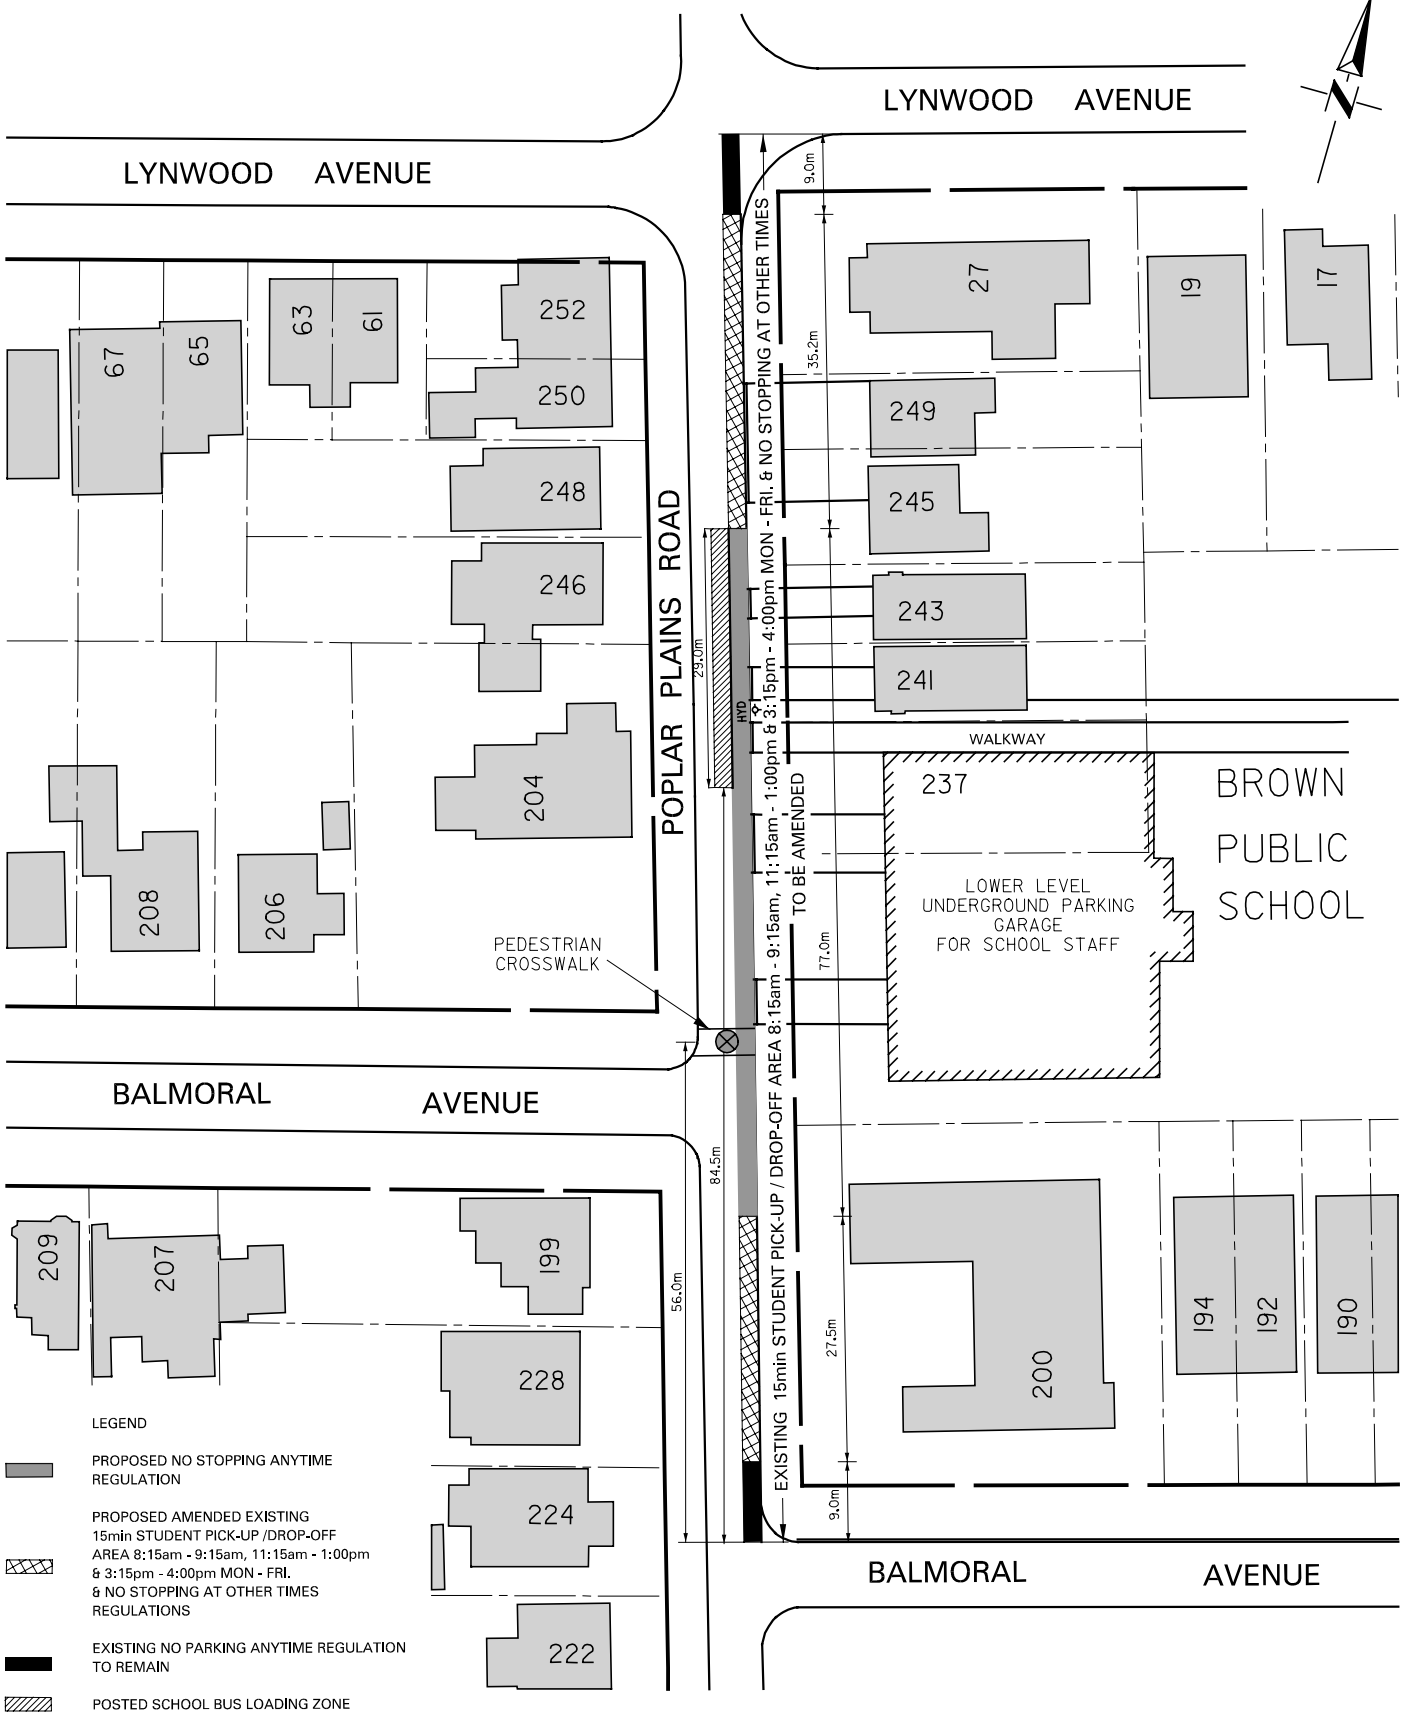 LYNWOOD AVENUE
N
LYNWOOD AVENUE
9.0m
35.2m
27
19
17
67
65
63
61
252
250
249
248
245
246
243
241
POPLAR PLAINS ROAD
29.0m
HYD
WALKWAY
237
BROWN
PUBLIC
SCHOOL
LOWER LEVEL
UNDERGROUND PARKING
GARAGE
FOR SCHOOL STAFF
204
208
206
PEDESTRIAN
CROSSWALK
EXISTING 15min STUDENT PICK-UP / DROP-OFF AREA 8:15am - 9:15am, 11:15am - 1:00pm & 3:15pm - 4:00pm MON - FRI. & NO STOPPING AT OTHER TIMES
TO BE AMENDED
77.0m
BALMORAL AVENUE
84.5m
56.0m
209
207
199
228
224
222
27.5m
9.0m
200
194
192
190
BALMORAL AVENUE
LEGEND
PROPOSED NO STOPPING ANYTIME
REGULATION
PROPOSED AMENDED EXISTING
15min STUDENT PICK-UP /DROP-OFF
AREA 8:15am - 9:15am, 11:15am - 1:00pm
& 3:15pm - 4:00pm MON - FRI.
& NO STOPPING AT OTHER TIMES
REGULATIONS
EXISTING NO PARKING ANYTIME REGULATION
TO REMAIN
POSTED SCHOOL BUS LOADING ZONE